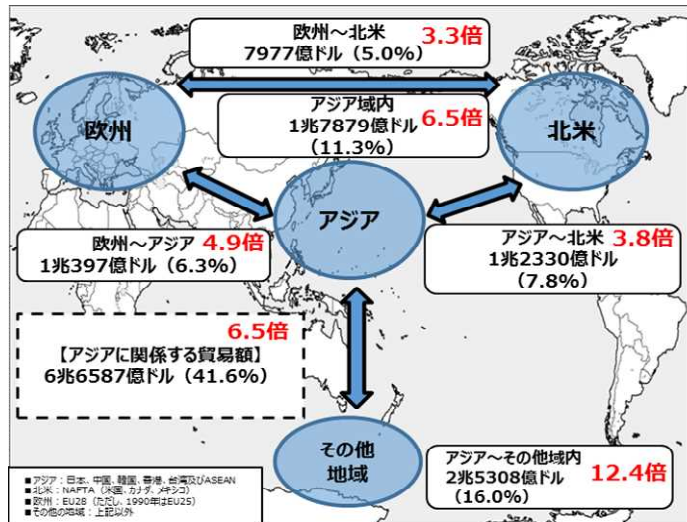 欧州～北米
3.3倍
7977億ドル（5.0%）
アジア域内
6.5倍
1兆7879億ドル
（11.3%）
欧州
北米
アジア
欧州～アジア
4.9倍
1兆397億ドル（6.3%）
アジア～北米
3.8倍
1兆2330億ドル
（7.8%）
6.5倍
【アジアに関係する貿易額】
6兆6587億ドル（41.6%）
その他
地域
アジア～その他域内
2兆5308億ドル
12.4倍
（16.0%）
■アジア：日本、中国、韓国、香港、台湾及びASEAN
■北米：NAFTA（米国、カナダ、メキシコ）
■欧州：EU28（ただし、1990年はEU25）
■その他の地域：上記以外